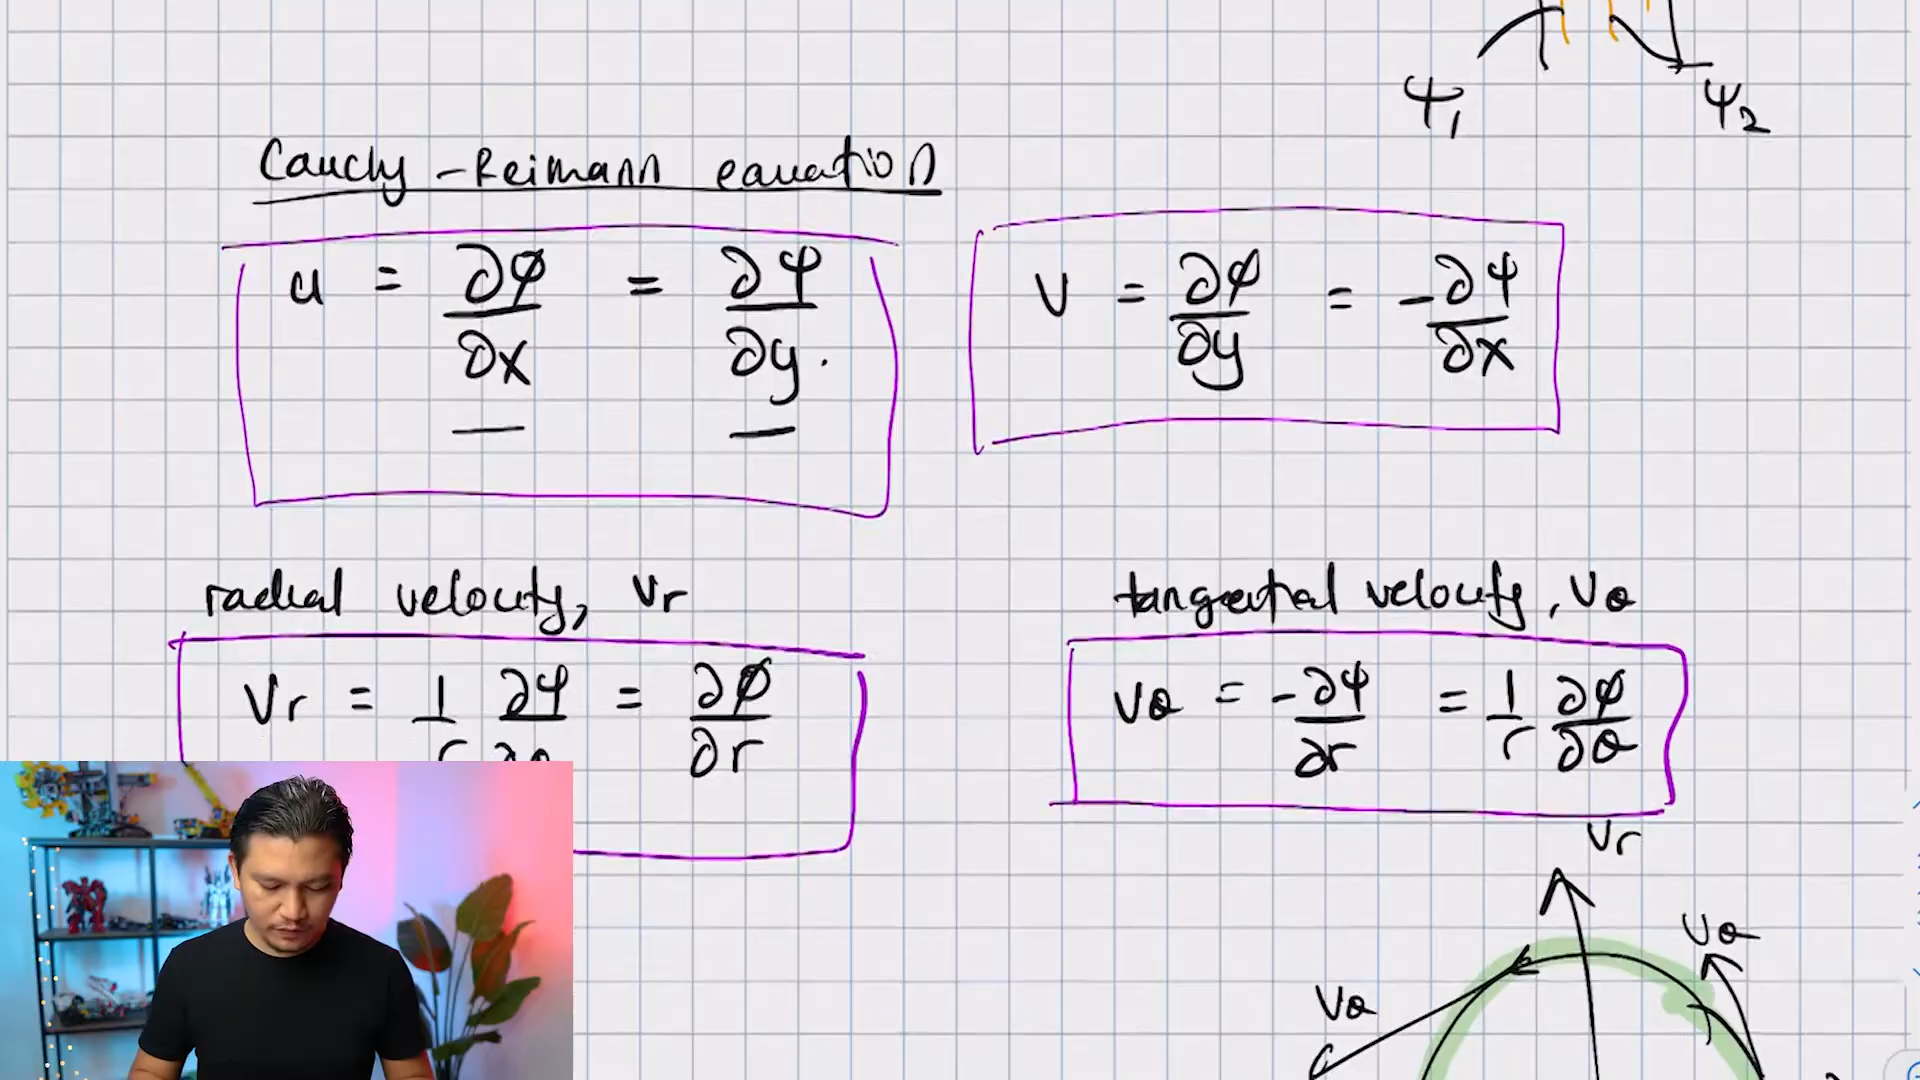 ψ₁ ψ₂
Cauchy-Reimann equation
u = ∂φ/∂x = ∂ψ/∂y.
V = ∂φ/∂y = -∂ψ/∂x
radial velocity, Vr
Vr = 1/r ∂ψ/∂θ = ∂φ/∂r
tangential velocity, Vθ
Vθ = -∂ψ/∂r = 1/r ∂φ/∂θ
Vr
Vθ
Vθ